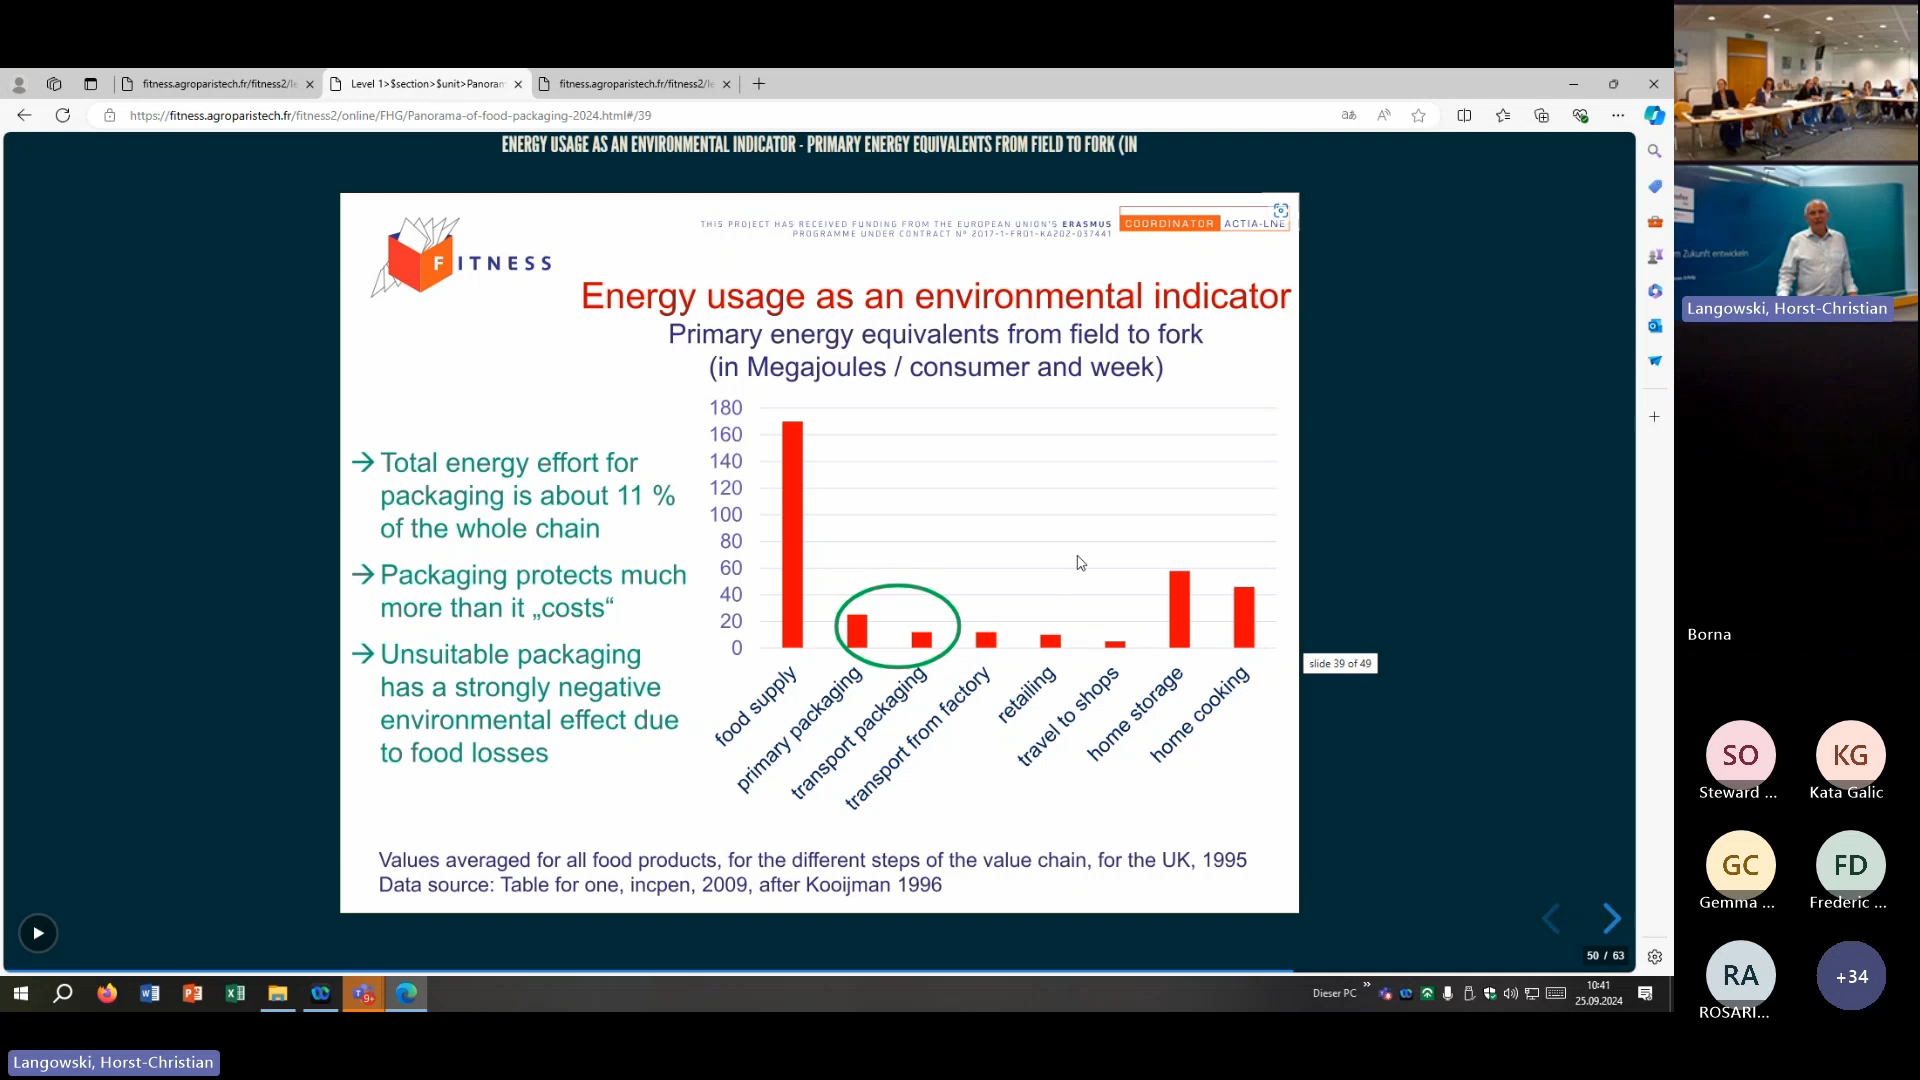 fitness.agroparistech.fr/fitness2/le
Level 1>$section>$unit>Panoram
fitness.agroparistech.fr/fitness2/le
https://fitness.agroparistech.fr/fitness2/online/FHG/Panorama-of-food-packaging-2024.html#/39
ENERGY USAGE AS AN ENVIRONMENTAL INDICATOR - PRIMARY ENERGY EQUIVALENTS FROM FIELD TO FORK (IN
FITNESS
THIS PROJECT HAS RECEIVED FUNDING FROM THE EUROPEAN UNION'S ERASMUS
PROGRAMME UNDER CONTRACT Nº 2017-1-FR01-KA202-037441
COORDINATOR ACTIA-LNE
Energy usage as an environmental indicator
Primary energy equivalents from field to fork
(in Megajoules / consumer and week)
→ Total energy effort for
packaging is about 11 %
of the whole chain
→ Packaging protects much
more than it „costs“
→ Unsuitable packaging
has a strongly negative
environmental effect due
to food losses
180
160
140
120
100
80
60
40
20
0
food supply
primary packaging
transport packaging
transport from factory
retailing
travel to shops
home storage
home cooking
slide 39 of 49
Values averaged for all food products, for the different steps of the value chain, for the UK, 1995
Data source: Table for one, incpen, 2009, after Kooijman 1996
50 / 63
Dieser PC
10:41
25.09.2024
Langowski, Horst-Christian
Zukunft entwickeln
Langowski, Horst-Christian
Borna
SO
Steward ...
KG
Kata Galic
GC
Gemma ...
FD
Frederic ...
RA
ROSARI...
+34